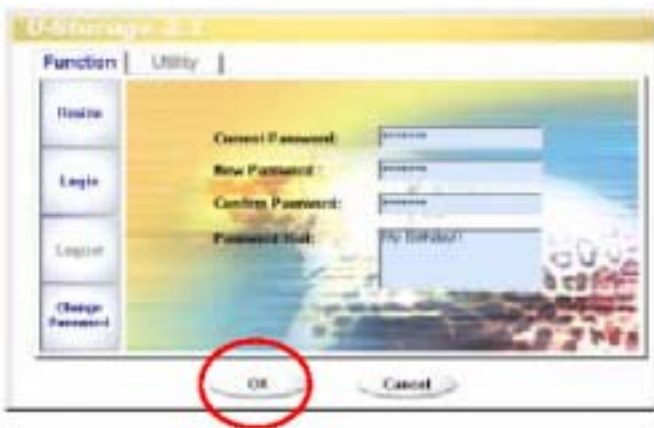 U-Storage
Function
Utility
Resize
Login
Logout
Change
Password
Current Password:
*******
New Password :
*******
Confirm Password:
*******
Password Hint:
My Birthday!
OK
Cancel